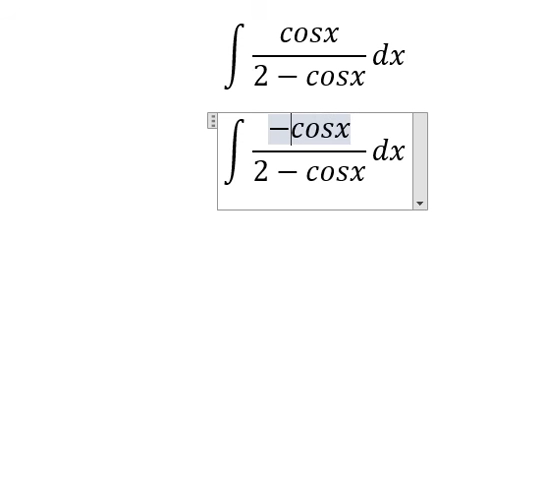 ∫ cosx / (2 − cosx) dx
∫ −cosx / (2 − cosx) dx